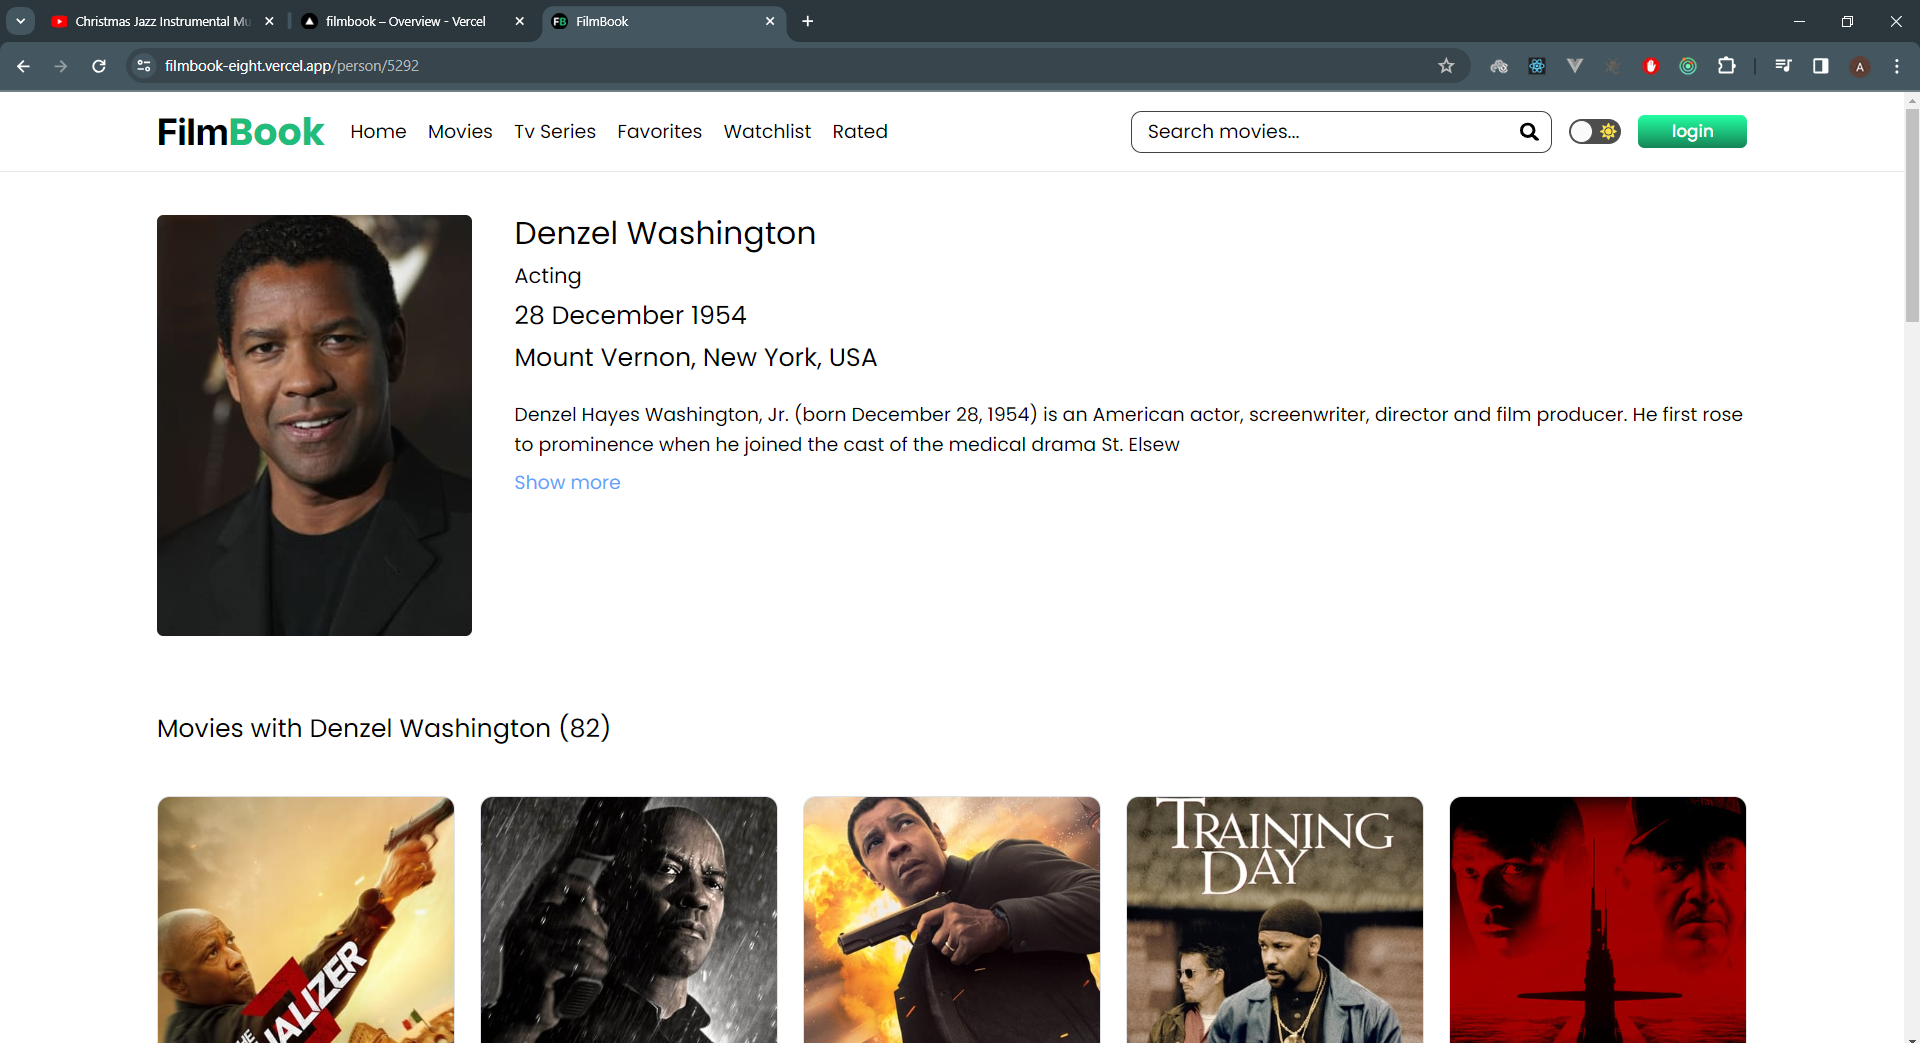 Christmas Jazz Instrumental Mu
filmbook – Overview - Vercel
FB FilmBook
filmbook-eight.vercel.app/person/5292
A
FilmBook
Home Movies Tv Series Favorites Watchlist Rated
Search movies...
login
Denzel Washington
Acting
28 December 1954
Mount Vernon, New York, USA
Denzel Hayes Washington, Jr. (born December 28, 1954) is an American actor, screenwriter, director and film producer. He first rose
to prominence when he joined the cast of the medical drama St. Elsew
Show more
Movies with Denzel Washington (82)
TRAINING
DAY